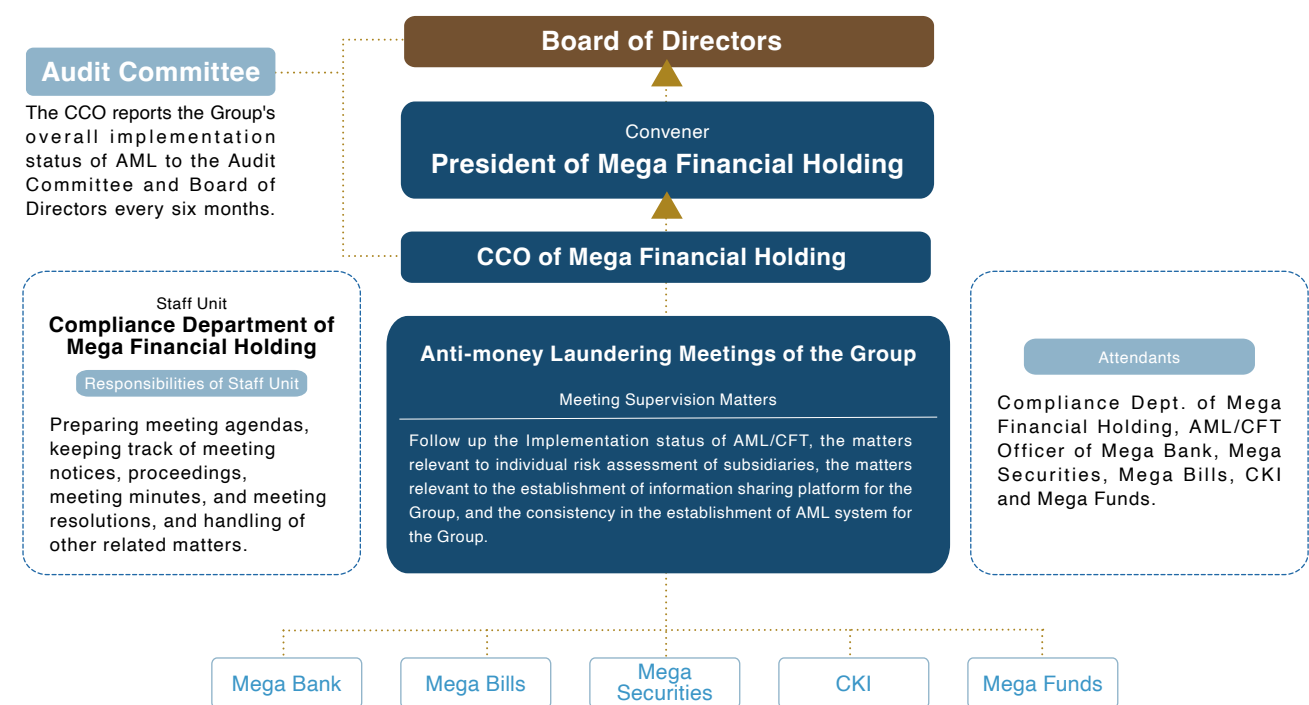 Board of Directors
Audit Committee
The CCO reports the Group's
overall implementation
status of AML to the Audit
Committee and Board of
Directors every six months.
Convener
President of Mega Financial Holding
CCO of Mega Financial Holding
Staff Unit
Compliance Department of
Mega Financial Holding
Responsibilities of Staff Unit
Preparing meeting agendas,
keeping track of meeting
notices, proceedings,
meeting minutes, and meeting
resolutions, and handling of
other related matters.
Anti-money Laundering Meetings of the Group
Meeting Supervision Matters
Follow up the Implementation status of AML/CFT, the matters
relevant to individual risk assessment of subsidiaries, the matters
relevant to the establishment of information sharing platform for the
Group, and the consistency in the establishment of AML system for
the Group.
Attendants
Compliance Dept. of Mega
Financial Holding, AML/CFT
Officer of Mega Bank, Mega
Securities, Mega Bills, CKI
and Mega Funds.
Mega Bank
Mega Bills
Mega
Securities
CKI
Mega Funds